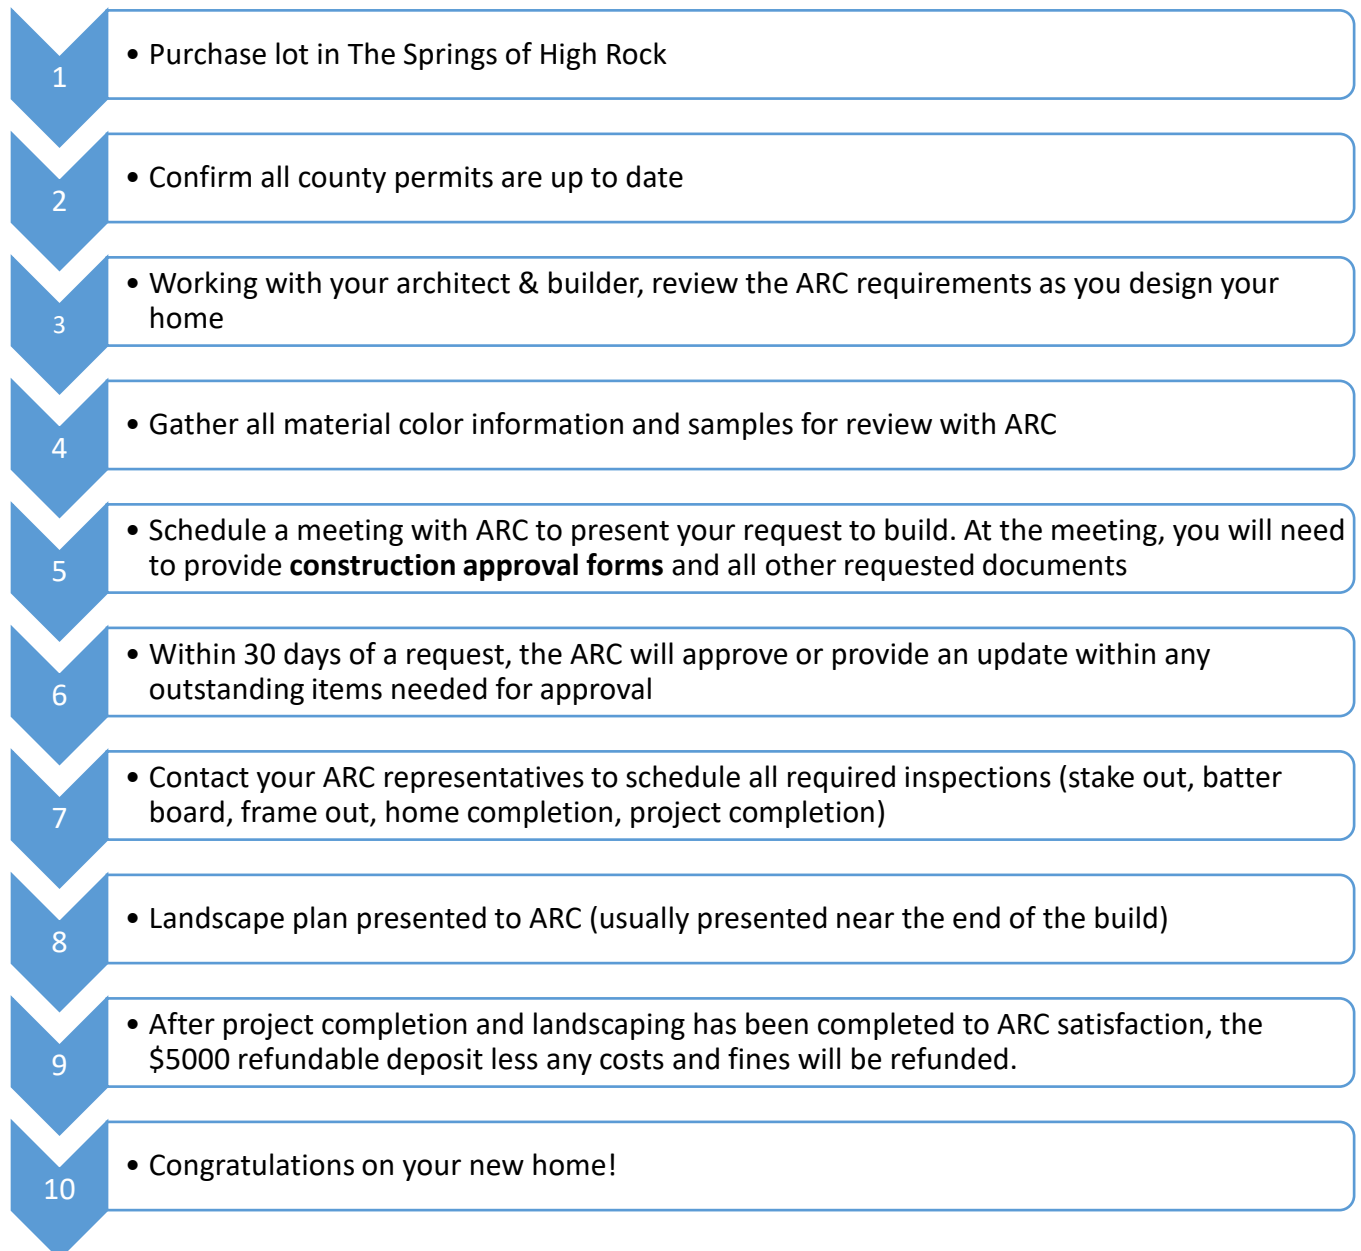 1
• Purchase lot in The Springs of High Rock
2
• Confirm all county permits are up to date
3
• Working with your architect & builder, review the ARC requirements as you design your
home
4
• Gather all material color information and samples for review with ARC
5
• Schedule a meeting with ARC to present your request to build. At the meeting, you will need
to provide construction approval forms and all other requested documents
6
• Within 30 days of a request, the ARC will approve or provide an update within any
outstanding items needed for approval
7
• Contact your ARC representatives to schedule all required inspections (stake out, batter
board, frame out, home completion, project completion)
8
• Landscape plan presented to ARC (usually presented near the end of the build)
9
• After project completion and landscaping has been completed to ARC satisfaction, the
$5000 refundable deposit less any costs and fines will be refunded.
10
• Congratulations on your new home!